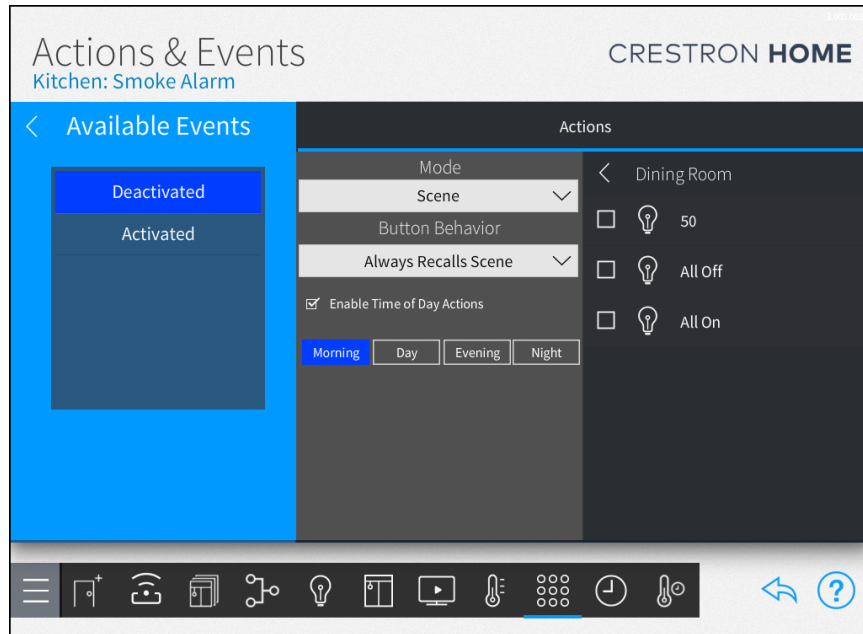 Actions & Events
CRESTRON HOME
Kitchen: Smoke Alarm
Available Events
Deactivated
Activated
Actions
Mode
Scene
Button Behavior
Always Recalls Scene
Enable Time of Day Actions
Morning Day Evening Night
Dining Room
50
All Off
All On
?